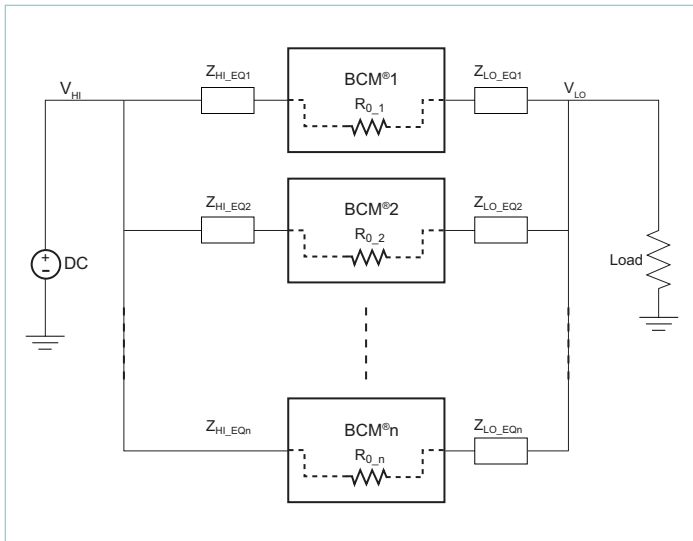 Z_HI_EQ1 BCM®1 Z_LO_EQ1
V_HI R_0_1 V_LO
Z_HI_EQ2 BCM®2 Z_LO_EQ2
R_0_2
+
DC
Load
Z_HI_EQn BCM®n Z_LO_EQn
R_0_n